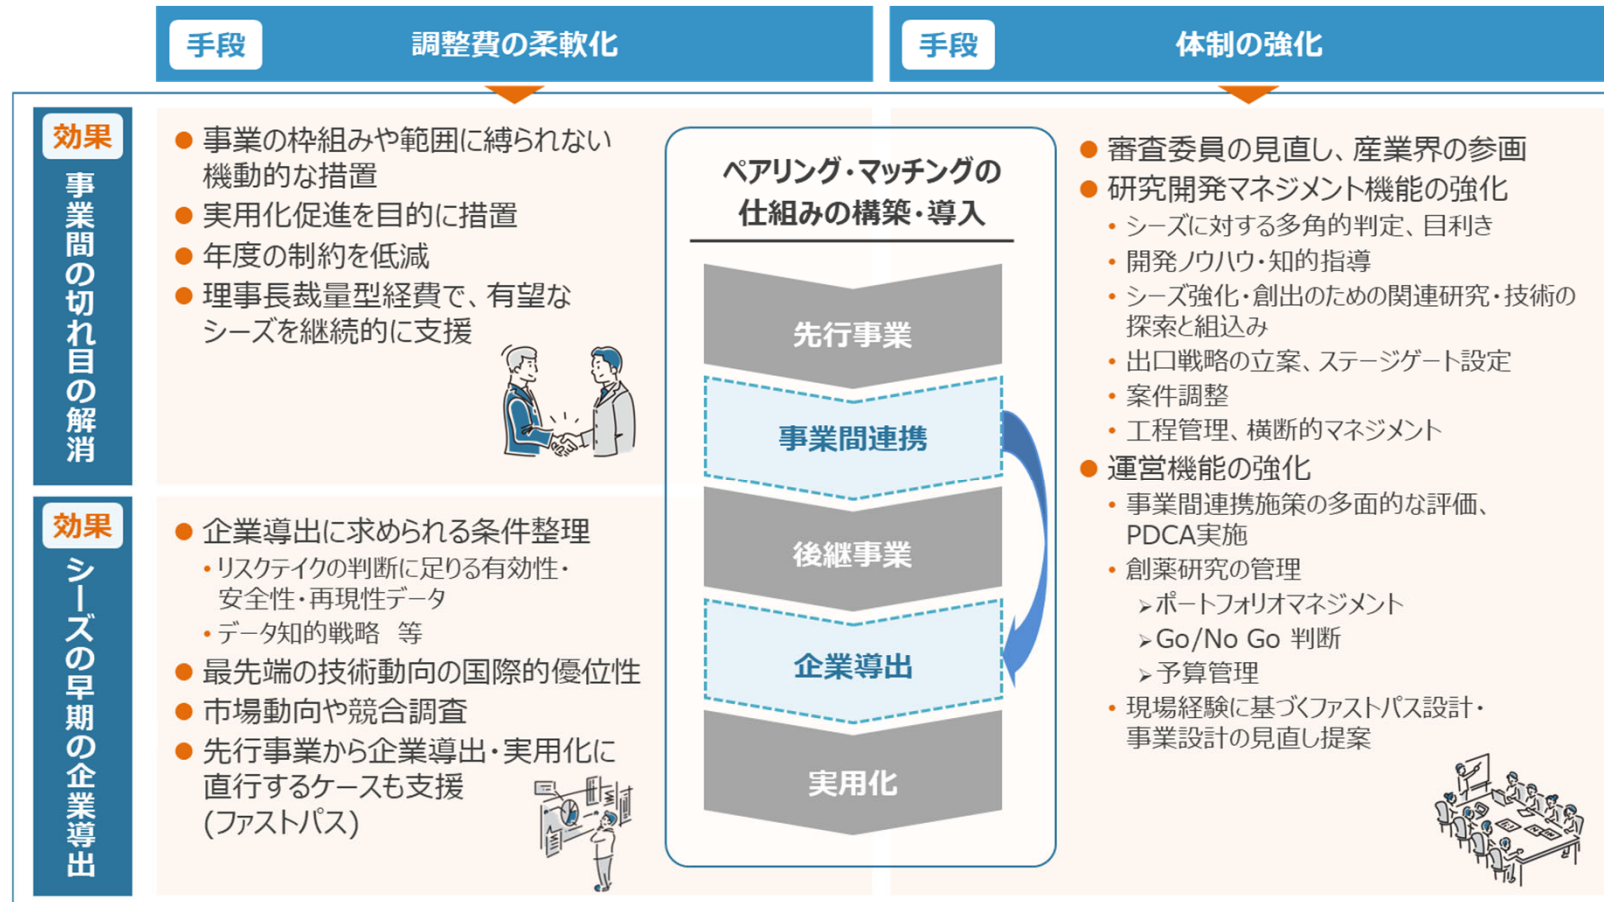 手段
調整費の柔軟化
手段
体制の強化
効果
事業間の切れ目の解消
● 事業の枠組みや範囲に縛られない
機動的な措置
● 実用化促進を目的に措置
● 年度の制約を低減
● 理事長裁量型経費で、有望な
シーズを継続的に支援
効果
シーズの早期の企業導出
● 企業導出に求められる条件整理
・リスクテイクの判断に足りる有効性・
安全性・再現性データ
・データ知的戦略 等
● 最先端の技術動向の国際的優位性
● 市場動向や競合調査
● 先行事業から企業導出・実用化に
直行するケースも支援
(ファストパス)
ペアリング・マッチングの
仕組みの構築・導入
先行事業
事業間連携
後継事業
企業導出
実用化
● 審査委員の見直し、産業界の参画
● 研究開発マネジメント機能の強化
・シーズに対する多角的判定、目利き
・開発ノウハウ・知的指導
・シーズ強化・創出のための関連研究・技術の
探索と組込み
・出口戦略の立案、ステージゲート設定
・案件調整
・工程管理、横断的マネジメント
● 運営機能の強化
・事業間連携施策の多面的な評価、
PDCA実施
・創薬研究の管理
➢ポートフォリオマネジメント
➢Go/No Go 判断
➢予算管理
・現場経験に基づくファストパス設計・
事業設計の見直し提案